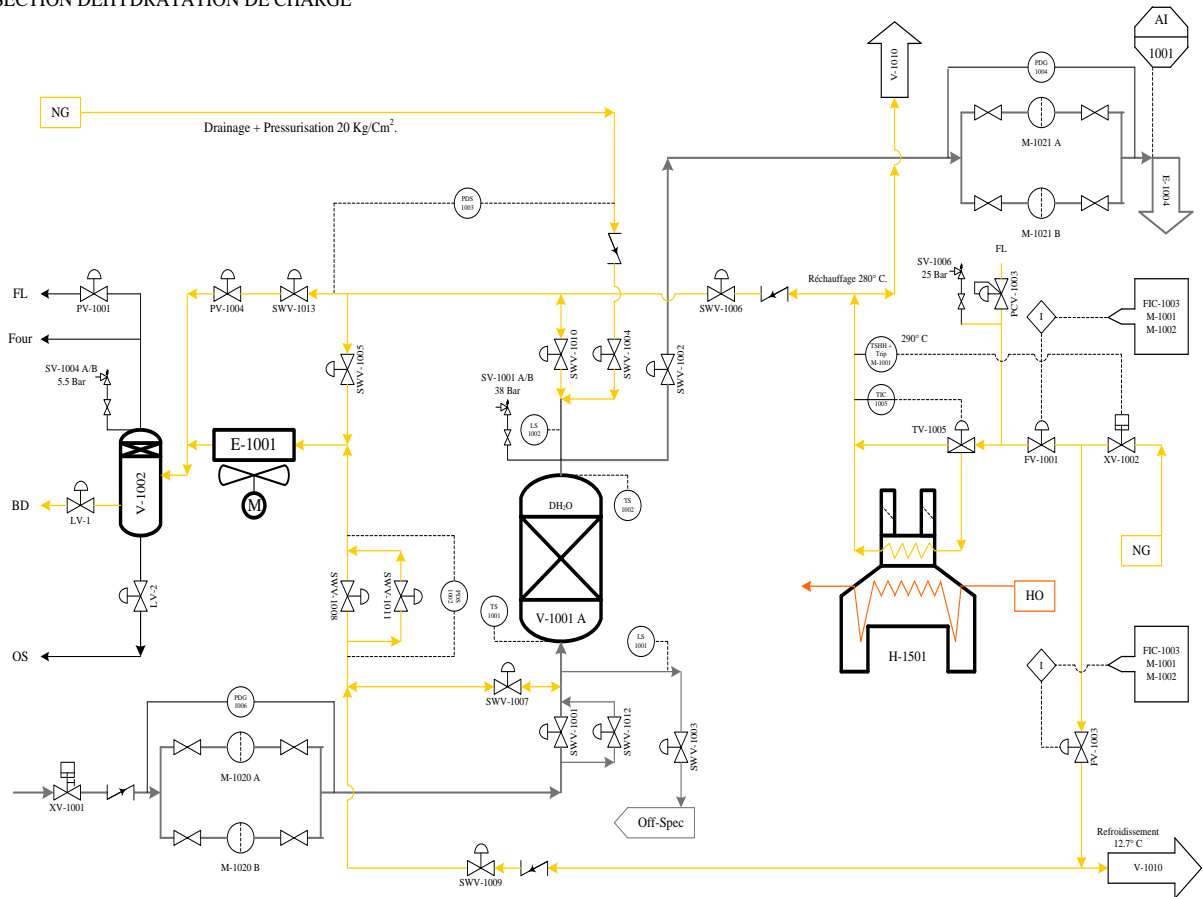 SECTION DEHYDRATATION DE CHARGE
AI
1001
V-1010
PDG
1004
NG
Drainage + Pressurisation 20 Kg/Cm².
M-1021 A
E-1004
PDS
1003
M-1021 B
FL
SV-1006
25 Bar
PCV-1003
Réchauffage 280° C.
FL
PV-1001
PV-1004
SWV-1013
SWV-1006
FIC-1003
M-1001
M-1002
I
Four
SWV-1005
SWV-1010
SWV-1004
SWV-1002
TSHH +
Trip
M-1001
290° C
SV-1004 A/B
5.5 Bar
SV-1001 A/B
38 Bar
TIC
1005
LS
1002
TV-1005
FV-1001
XV-1002
E-1001
V-1002
M
BD
LV-1
TS
1002
DH₂O
NG
LV-2
SWV-1008
SWV-1011
PDS
1002
TS
1001
V-1001 A
HO
LS
1001
H-1501
OS
FIC-1003
M-1001
M-1002
I
SWV-1007
PDG
1006
SWV-1001
SWV-1012
SWV-1003
FV-1003
M-1020 A
XV-1001
Off-Spec
M-1020 B
Refroidissement
12.7° C
V-1010
SWV-1009